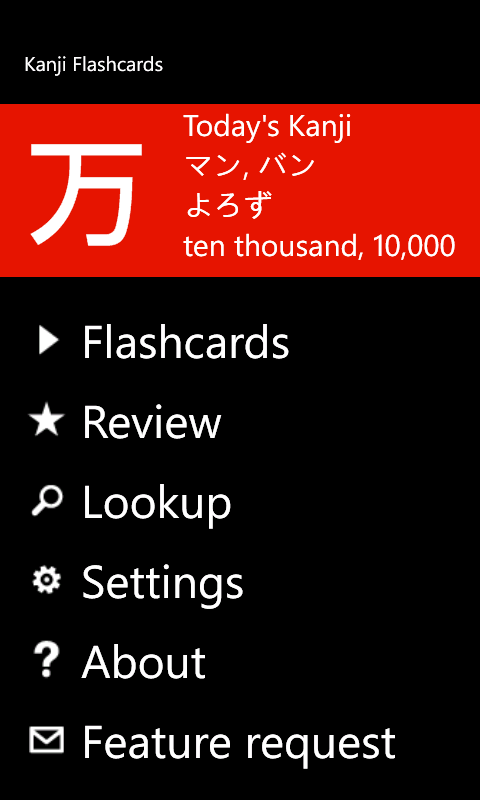 Kanji Flashcards
万
Today's Kanji
マン, バン
よろず
ten thousand, 10,000
Flashcards
Review
Lookup
Settings
About
Feature request